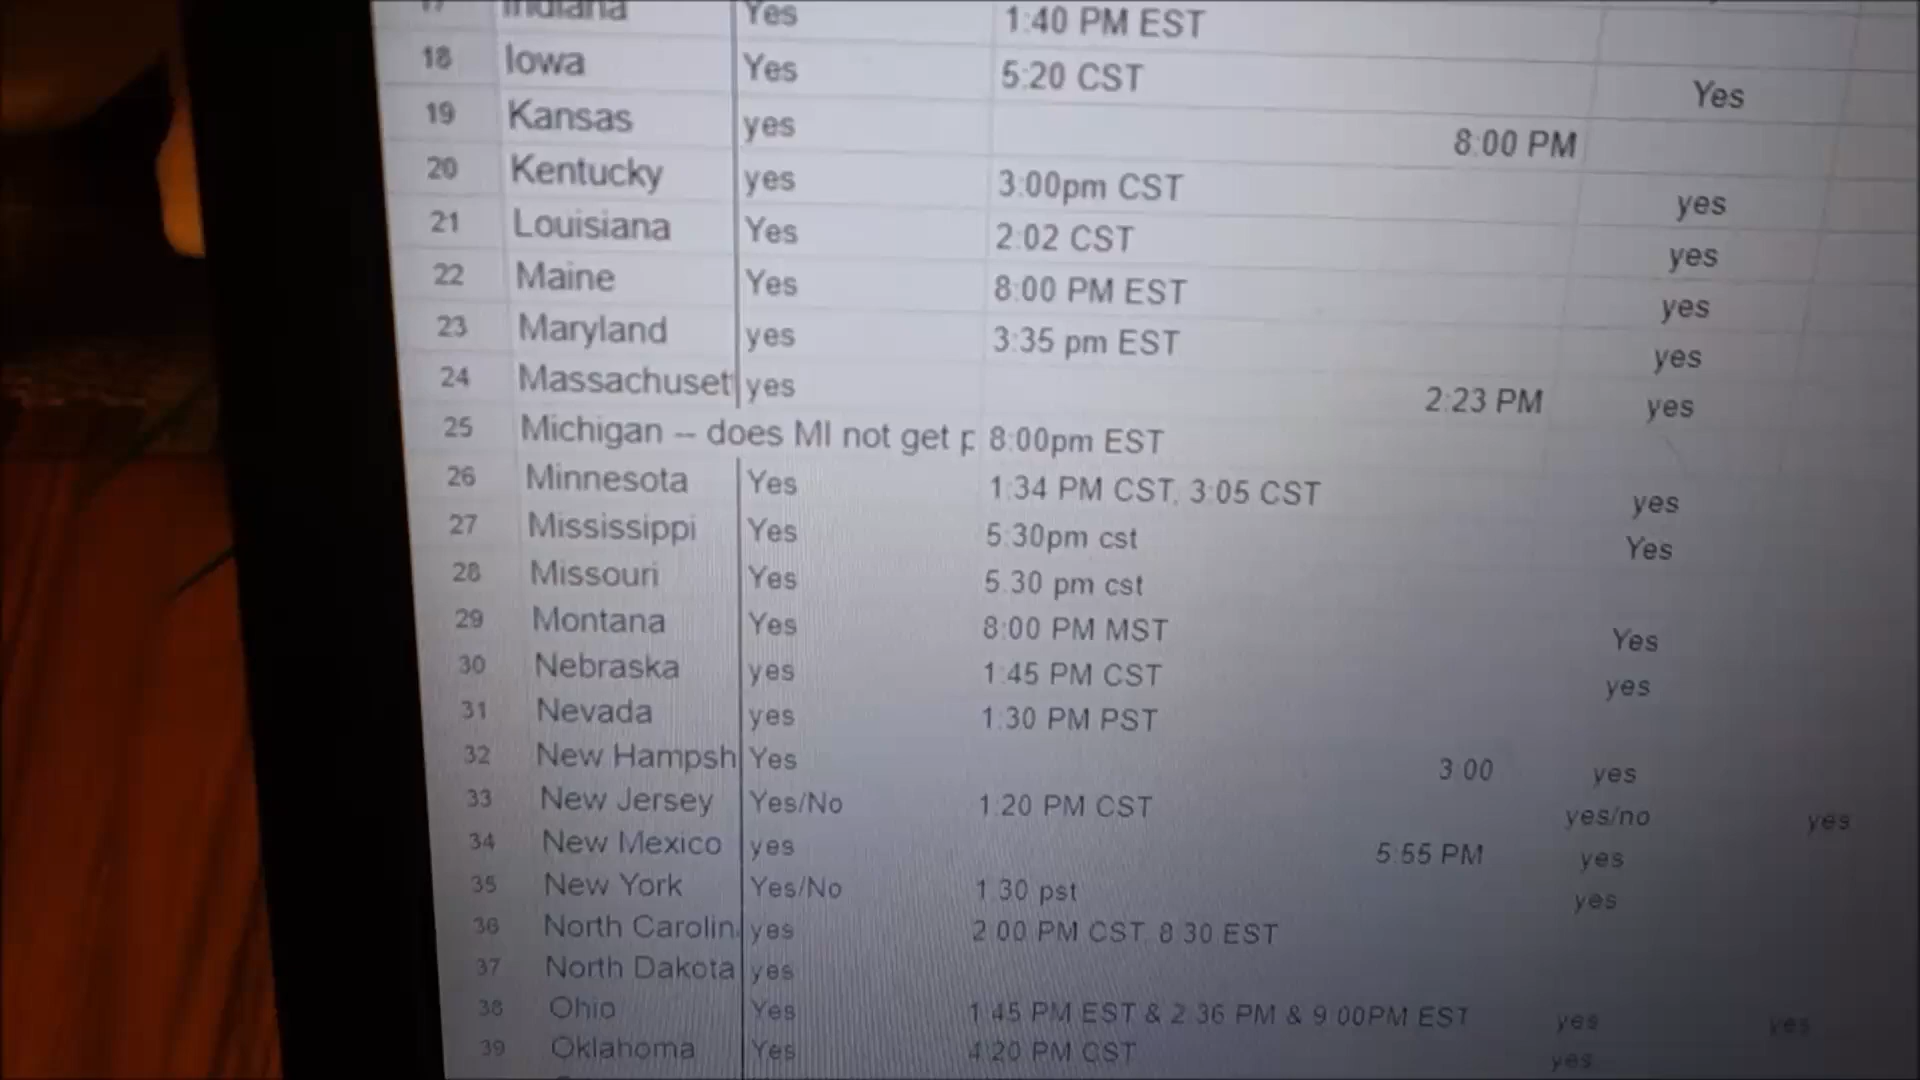 17 Indiana Yes 1:40 PM EST
18 Iowa Yes 5:20 CST Yes
19 Kansas yes 8:00 PM
20 Kentucky yes 3:00pm CST yes
21 Louisiana Yes 2:02 CST yes
22 Maine Yes 8:00 PM EST yes
23 Maryland yes 3:35 pm EST yes
24 Massachuset yes 2:23 PM yes
25 Michigan -- does MI not get p 8:00pm EST
26 Minnesota Yes 1:34 PM CST, 3:05 CST yes
27 Mississippi Yes 5:30pm cst Yes
28 Missouri Yes 5.30 pm cst
29 Montana Yes 8:00 PM MST Yes
30 Nebraska yes 1:45 PM CST yes
31 Nevada yes 1:30 PM PST
32 New Hampsh Yes 3:00 yes
33 New Jersey Yes/No 1:20 PM CST yes/no yes
34 New Mexico yes 5:55 PM yes
35 New York Yes/No 1:30 pst yes
36 North Carolin yes 2:00 PM CST, 8:30 EST
37 North Dakota yes
38 Ohio Yes 1:45 PM EST & 2:36 PM & 9:00PM EST yes yes
39 Oklahoma Yes 4:20 PM CST yes